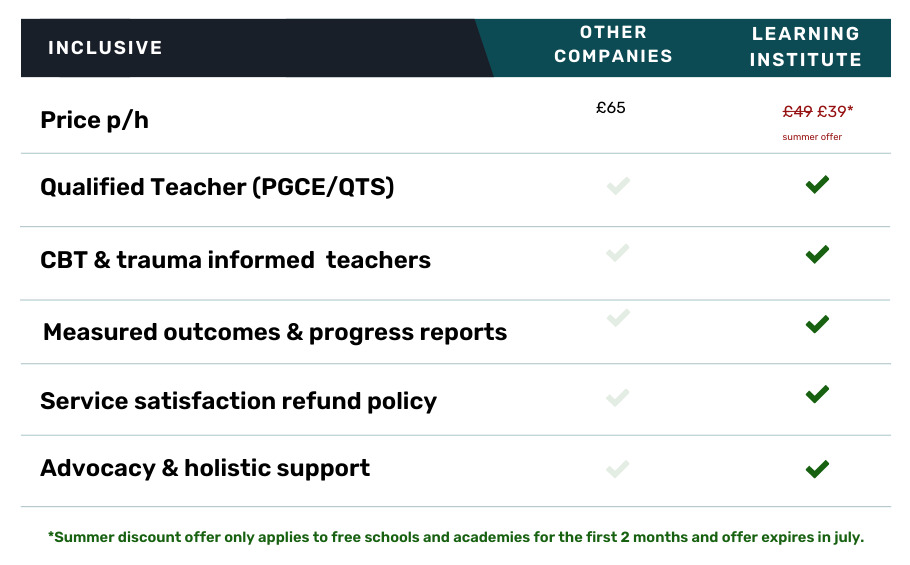 INCLUSIVE
OTHER
COMPANIES
LEARNING
INSTITUTE
Price p/h
£65
£49 £39*
summer offer
Qualified Teacher (PGCE/QTS)
CBT & trauma informed teachers
Measured outcomes & progress reports
Service satisfaction refund policy
Advocacy & holistic support
*Summer discount offer only applies to free schools and academies for the first 2 months and offer expires in july.